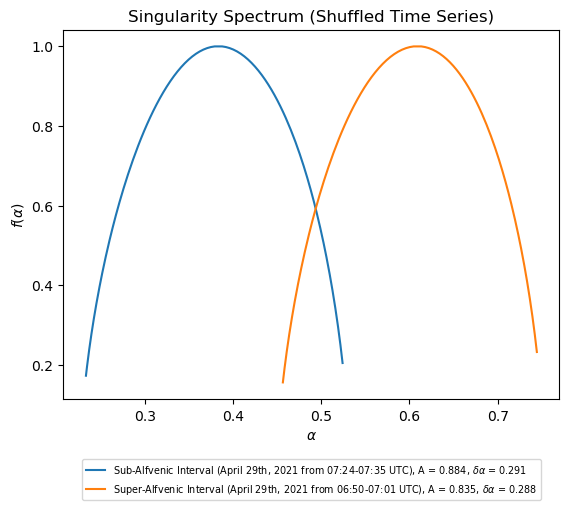 Singularity Spectrum (Shuffled Time Series)
1.0
0.8
0.6
0.4
0.2
f(α)
0.3 0.4 0.5 0.6 0.7
α
Sub-Alfvenic Interval (April 29th, 2021 from 07:24-07:35 UTC), A = 0.884, δα = 0.291
Super-Alfvenic Interval (April 29th, 2021 from 06:50-07:01 UTC), A = 0.835, δα = 0.288